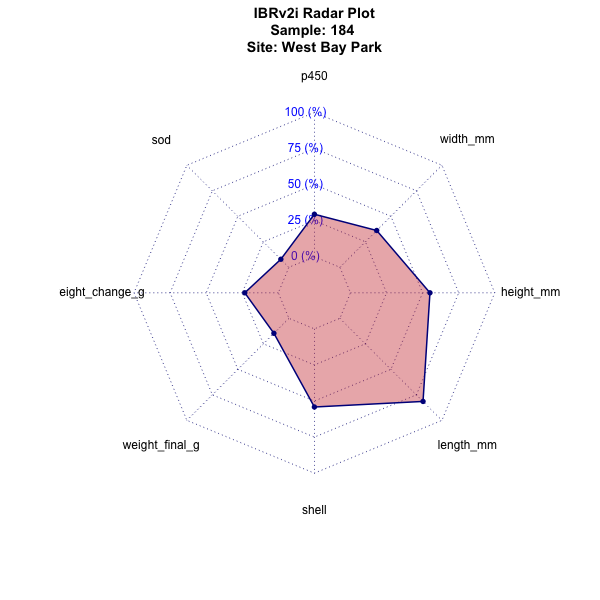 IBRv2i Radar Plot
Sample: 184
Site: West Bay Park
p450
100 (%)
sod
width_mm
75 (%)
50 (%)
25 (%)
0 (%)
eight_change_g
height_mm
weight_final_g
length_mm
shell